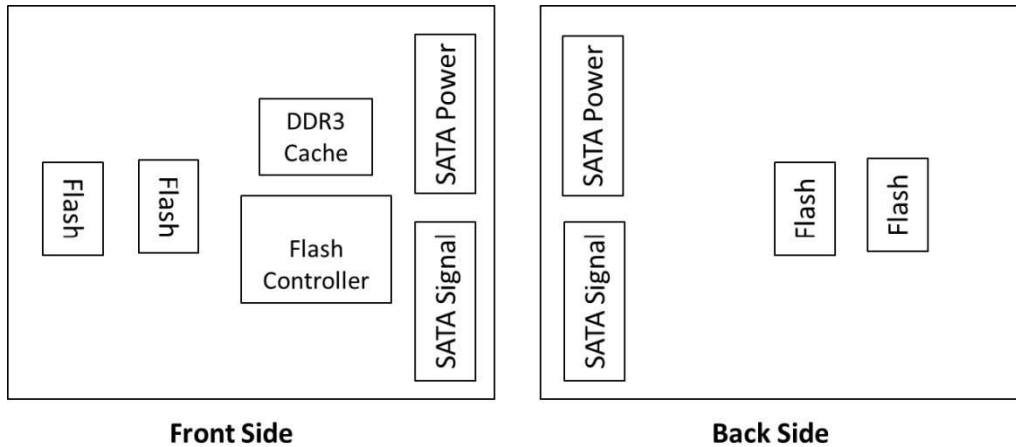 DDR3
Cache
SATA Power
Flash
Flash
Flash
Controller
SATA Signal
Front Side
SATA Power
Flash
Flash
SATA Signal
Back Side